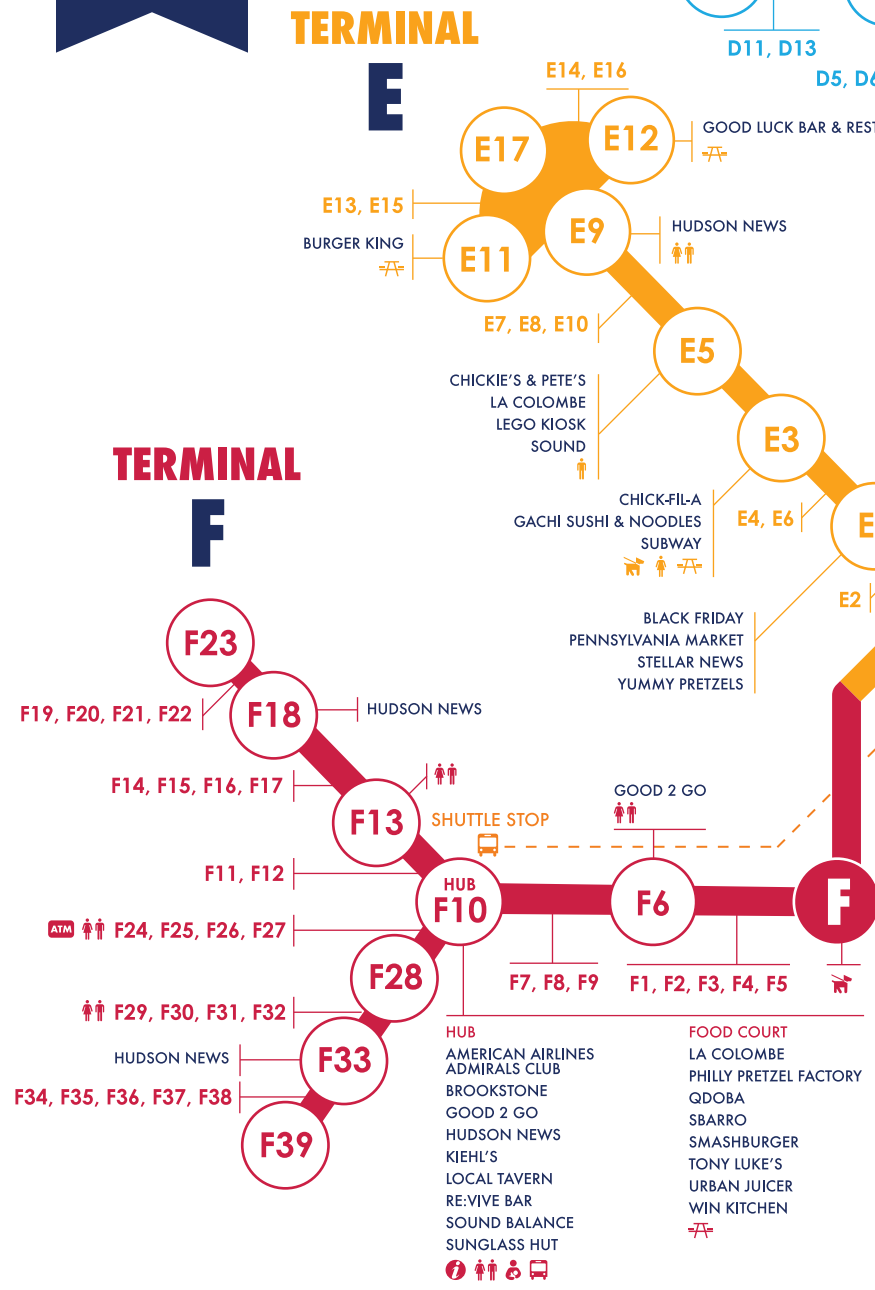 TERMINAL
E
D11, D13
D5, D6
E14, E16
E17
E12
GOOD LUCK BAR & REST
E13, E15
BURGER KING
E11
E9
HUDSON NEWS
E7, E8, E10
E5
CHICKIE'S & PETE'S
LA COLOMBE
LEGO KIOSK
SOUND
E3
CHICK-FIL-A
GACHI SUSHI & NOODLES
SUBWAY
E4, E6
E
E2
BLACK FRIDAY
PENNSYLVANIA MARKET
STELLAR NEWS
YUMMY PRETZELS
TERMINAL
F
F23
F19, F20, F21, F22
F18
HUDSON NEWS
F14, F15, F16, F17
F13
SHUTTLE STOP
GOOD 2 GO
F11, F12
HUB
F10
F6
F
ATM
F24, F25, F26, F27
F28
F7, F8, F9
F1, F2, F3, F4, F5
F29, F30, F31, F32
HUDSON NEWS
F33
F34, F35, F36, F37, F38
F39
HUB
AMERICAN AIRLINES
ADMIRALS CLUB
BROOKSTONE
GOOD 2 GO
HUDSON NEWS
KIEHL'S
LOCAL TAVERN
RE:VIVE BAR
SOUND BALANCE
SUNGLASS HUT
i
FOOD COURT
LA COLOMBE
PHILLY PRETZEL FACTORY
QDOBA
SBARRO
SMASHBURGER
TONY LUKE'S
URBAN JUICER
WIN KITCHEN